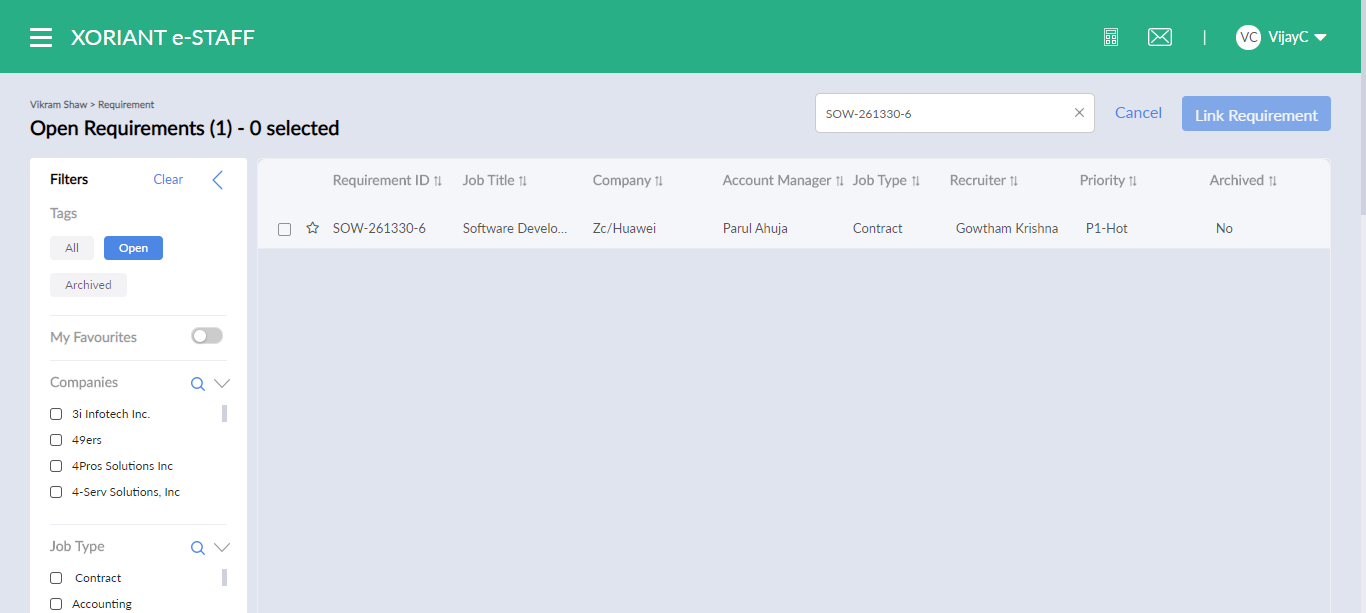 XORIANT e-STAFF
| VC VijayC
Vikram Shaw > Requirement
Open Requirements (1) - 0 selected
SOW-261330-6
Cancel
Link Requirement
Filters Clear
Tags
All Open
Archived
My Favourites
Companies
3i Infotech Inc.
49ers
4Pros Solutions Inc
4-Serv Solutions, Inc
Job Type
Contract
Accounting
Requirement ID Job Title Company Account Manager Job Type Recruiter Priority Archived
SOW-261330-6 Software Develo... Zc/Huawei Parul Ahuja Contract Gowtham Krishna P1-Hot No